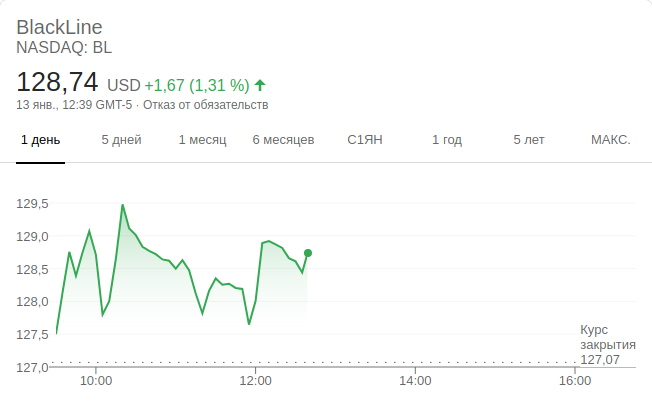 BlackLine
NASDAQ: BL
128,74 USD +1,67 (1,31 %)
13 янв., 12:39 GMT-5 · Отказ от обязательств
1 день 5 дней 1 месяц 6 месяцев С1ЯН 1 год 5 лет МАКС.
129,5
129,0
128,5
128,0
127,5
127,0
Курс
закрытия
127,07
10:00 12:00 14:00 16:00